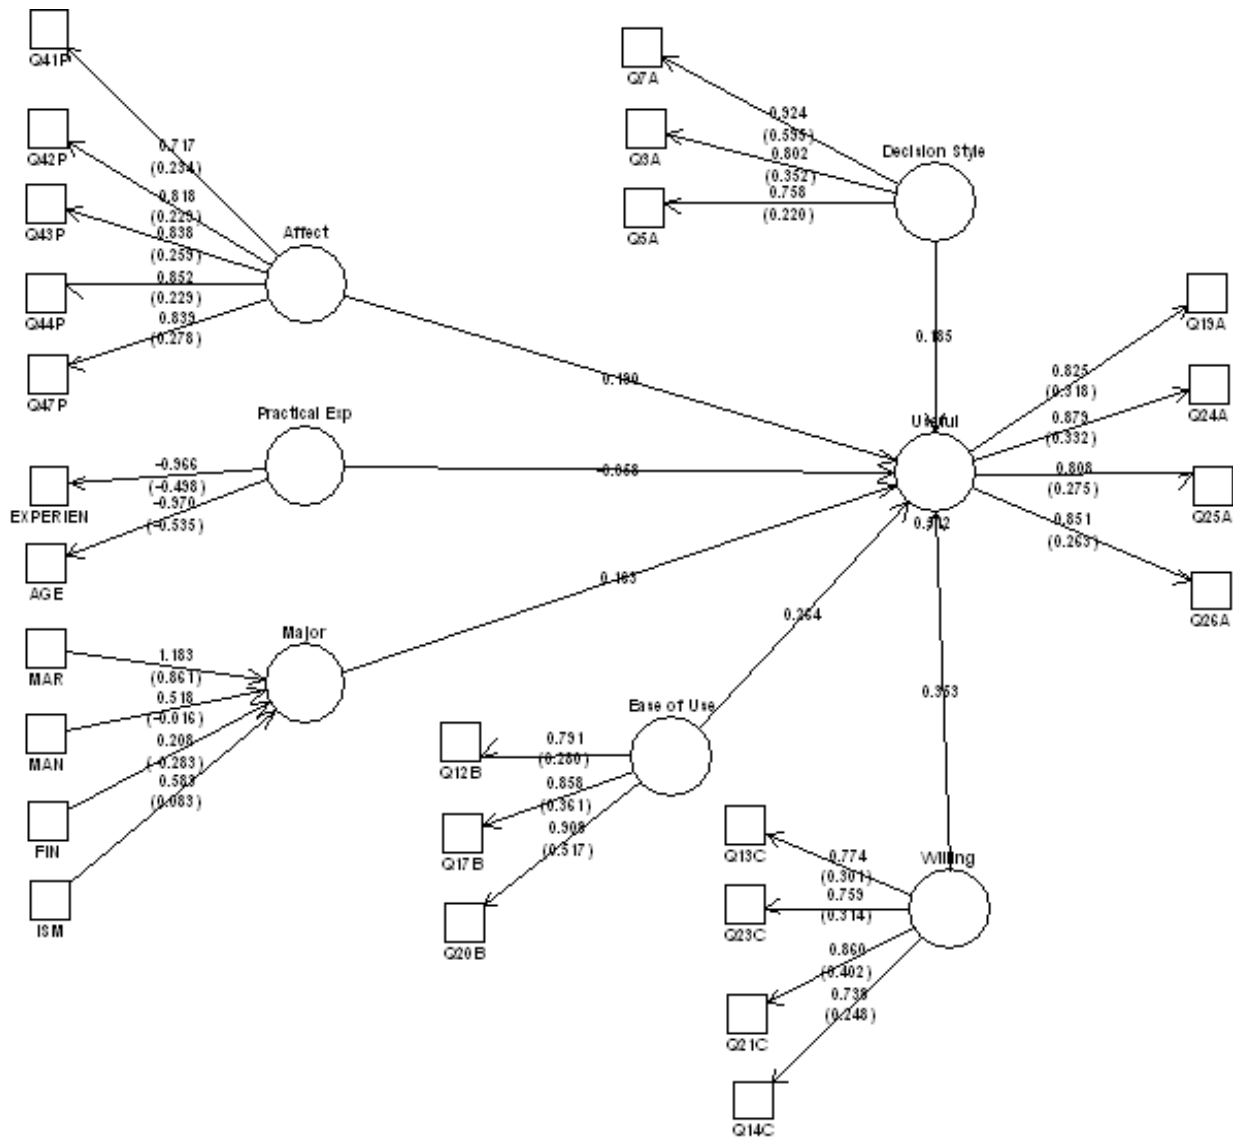 Q41P
Q42P
Q43P
Q44P
Q47P
0.717
(0.234)
0.818
(0.229)
0.838
(0.259)
0.852
(0.229)
0.839
(0.278)
Affect
Q7A
Q3A
Q5A
0.924
(0.595)
0.802
(0.352)
0.758
(0.220)
Decision Style
0.185
0.190
Practical Exp
EXPERIEN
AGE
-0.966
(-0.498)
-0.970
(-0.535)
-0.058
Useful
0.825
(0.318)
0.879
(0.332)
0.808
(0.275)
0.851
(0.263)
Q19A
Q24A
Q25A
Q26A
MAR
MAN
FIN
ISM
1.183
(0.861)
0.518
(-0.016)
0.208
(-0.283)
0.583
(0.083)
Major
0.163
0.264
0.353
Ease of Use
Q12B
Q17B
Q20B
0.791
(0.280)
0.858
(0.361)
0.908
(0.517)
Willing
Q13C
Q23C
Q21C
Q14C
0.774
(0.301)
0.759
(0.314)
0.860
(0.402)
0.738
(0.248)